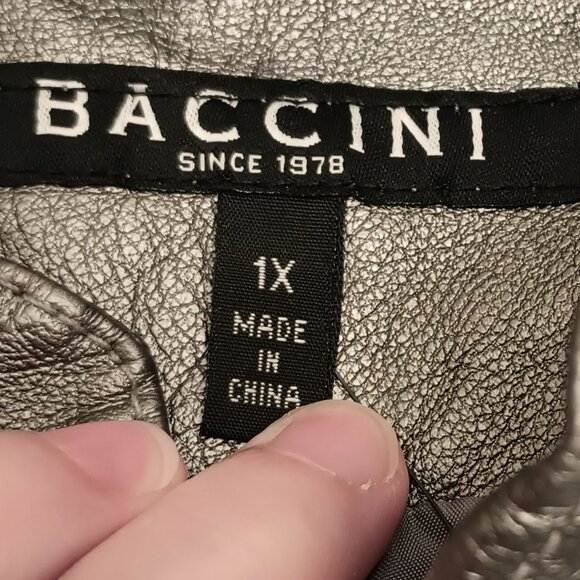 BACCINI
SINCE 1978
1X
MADE
IN
CHINA